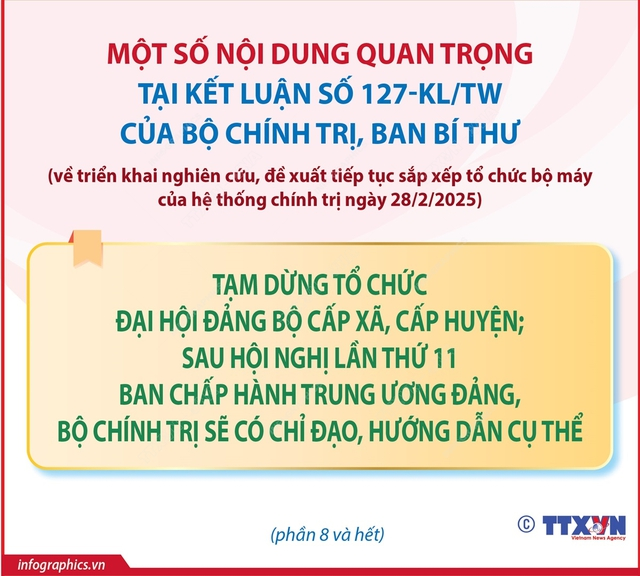 MỘT SỐ NỘI DUNG QUAN TRỌNG
TẠI KẾT LUẬN SỐ 127-KL/TW
CỦA BỘ CHÍNH TRỊ, BAN BÍ THƯ
(về triển khai nghiên cứu, đề xuất tiếp tục sắp xếp tổ chức bộ máy
của hệ thống chính trị ngày 28/2/2025)
TẠM DỪNG TỔ CHỨC
ĐẠI HỘI ĐẢNG BỘ CẤP XÃ, CẤP HUYỆN;
SAU HỘI NGHỊ LẦN THỨ 11
BAN CHẤP HÀNH TRUNG ƯƠNG ĐẢNG,
BỘ CHÍNH TRỊ SẼ CÓ CHỈ ĐẠO, HƯỚNG DẪN CỤ THỂ
(phần 8 và hết)
© TTXVN
Vietnam News Agency
infographics.vn